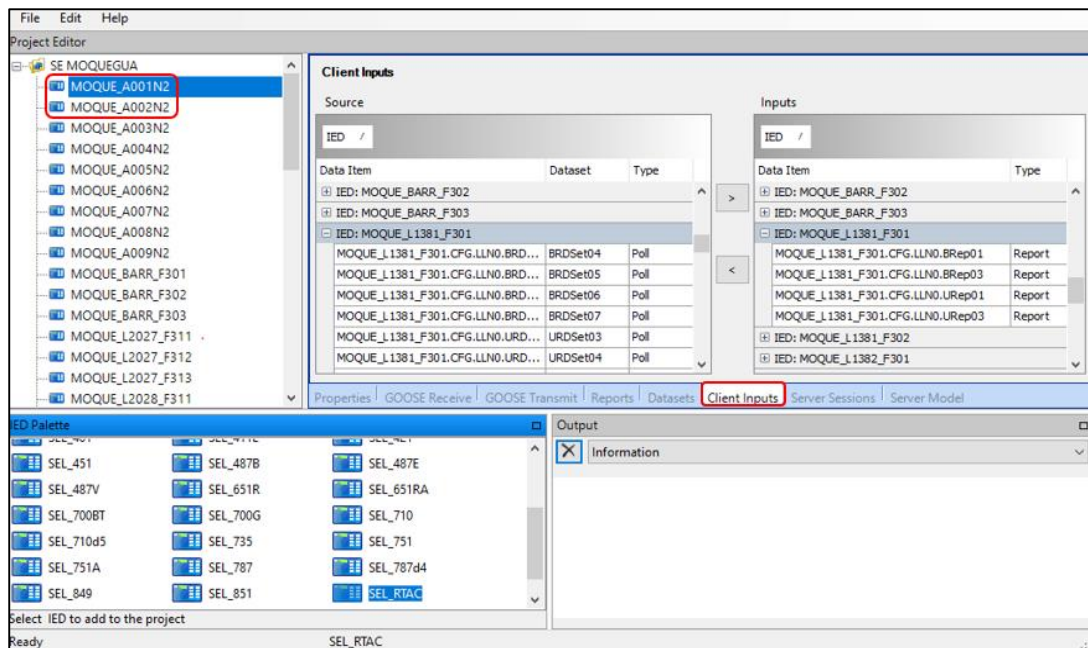 File Edit Help
Project Editor
SE MOQUEGUA
MOQUE_A001N2
MOQUE_A002N2
MOQUE_A003N2
MOQUE_A004N2
MOQUE_A005N2
MOQUE_A006N2
MOQUE_A007N2
MOQUE_A008N2
MOQUE_A009N2
MOQUE_BARR_F301
MOQUE_BARR_F302
MOQUE_BARR_F303
MOQUE_L2027_F311
MOQUE_L2027_F312
MOQUE_L2027_F313
MOQUE_L2028_F311
Client Inputs
Source
IED /
Data Item Dataset Type
IED: MOQUE_BARR_F302
IED: MOQUE_BARR_F303
IED: MOQUE_L1381_F301
MOQUE_L1381_F301.CFG.LLN0.BRD... BRDSet04 Poll
MOQUE_L1381_F301.CFG.LLN0.BRD... BRDSet05 Poll
MOQUE_L1381_F301.CFG.LLN0.BRD... BRDSet06 Poll
MOQUE_L1381_F301.CFG.LLN0.BRD... BRDSet07 Poll
MOQUE_L1381_F301.CFG.LLN0.URD... URDSet03 Poll
MOQUE_L1381_F301.CFG.LLN0.URD... URDSet04 Poll
>
<
Inputs
IED /
Data Item Type
IED: MOQUE_BARR_F302
IED: MOQUE_BARR_F303
IED: MOQUE_L1381_F301
MOQUE_L1381_F301.CFG.LLN0.BRep01 Report
MOQUE_L1381_F301.CFG.LLN0.BRep03 Report
MOQUE_L1381_F301.CFG.LLN0.URep01 Report
MOQUE_L1381_F301.CFG.LLN0.URep03 Report
IED: MOQUE_L1381_F302
IED: MOQUE_L1382_F301
Properties GOOSE Receive GOOSE Transmit Reports Datasets Client Inputs Server Sessions Server Model
IED Palette
SEL_451 SEL_487B SEL_487E
SEL_487V SEL_651R SEL_651RA
SEL_700BT SEL_700G SEL_710
SEL_710d5 SEL_735 SEL_751
SEL_751A SEL_787 SEL_787d4
SEL_849 SEL_851 SEL_RTAC
Select IED to add to the project
Output
Information
Ready SEL_RTAC